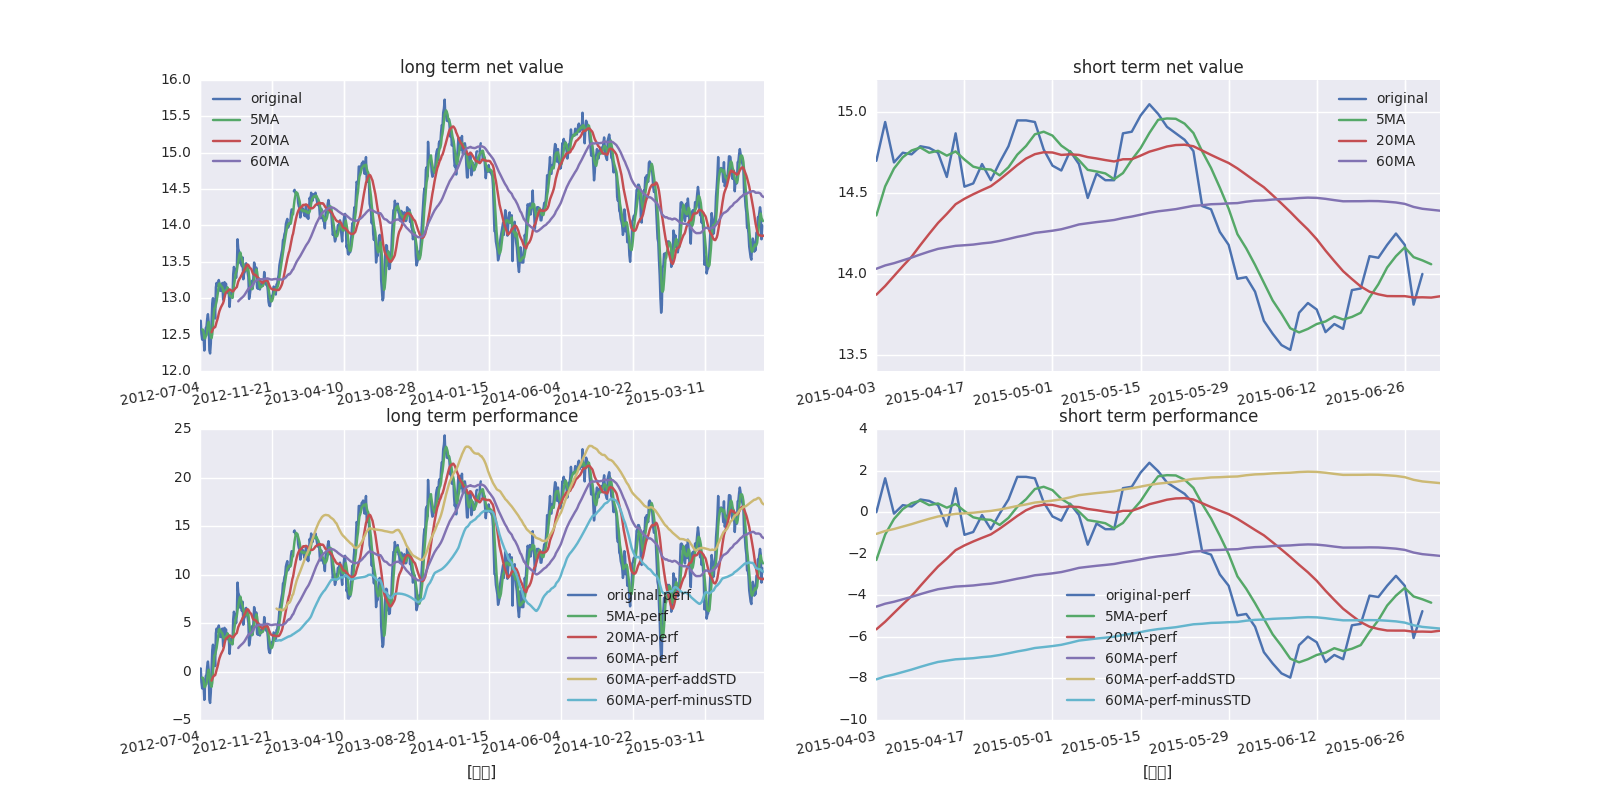 long term net value
16.0
15.5
15.0
14.5
14.0
13.5
13.0
12.5
12.0
original
5MA
20MA
60MA
2012-07-04
2012-11-21
2013-04-10
2013-08-28
2014-01-15
2014-06-04
2014-10-22
2015-03-11
short term net value
15.0
14.5
14.0
13.5
original
5MA
20MA
60MA
2015-04-03
2015-04-17
2015-05-01
2015-05-15
2015-05-29
2015-06-12
2015-06-26
long term performance
25
20
15
10
5
0
−5
original-perf
5MA-perf
20MA-perf
60MA-perf
60MA-perf-addSTD
60MA-perf-minusSTD
2012-07-04
2012-11-21
2013-04-10
2013-08-28
2014-01-15
2014-06-04
2014-10-22
2015-03-11
short term performance
4
2
0
−2
−4
−6
−8
−10
original-perf
5MA-perf
20MA-perf
60MA-perf
60MA-perf-addSTD
60MA-perf-minusSTD
2015-04-03
2015-04-17
2015-05-01
2015-05-15
2015-05-29
2015-06-12
2015-06-26